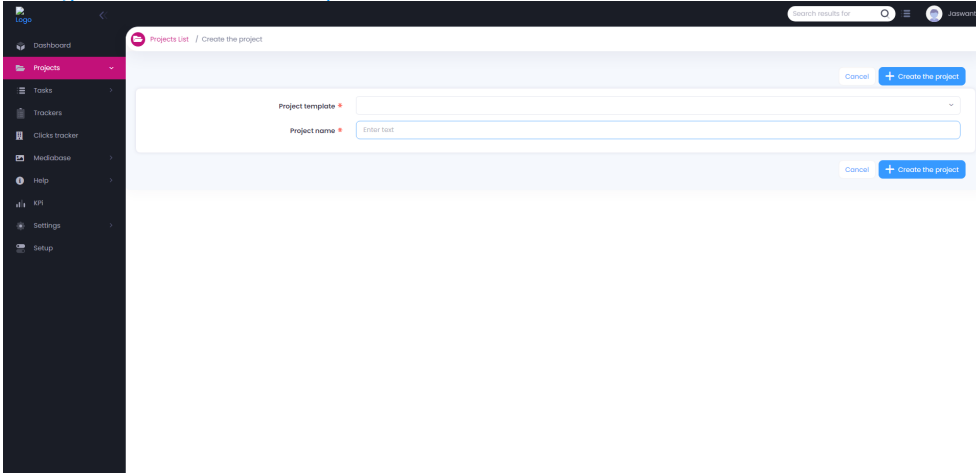 Logo
Search results for
Jaswant
Dashboard
Projects
Tasks
Trackers
Clicks tracker
Mediabase
Help
KPI
Settings
Setup
Projects List / Create the project
Cancel + Create the project
Project template *
Project name * Enter text
Cancel + Create the project